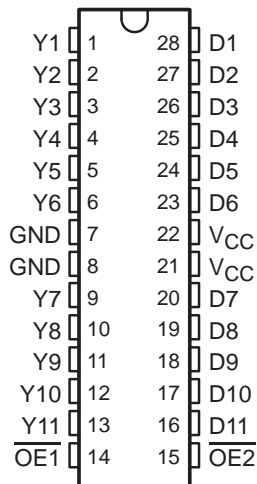 Y1 1 28 D1
Y2 2 27 D2
Y3 3 26 D3
Y4 4 25 D4
Y5 5 24 D5
Y6 6 23 D6
GND 7 22 VCC
GND 8 21 VCC
Y7 9 20 D7
Y8 10 19 D8
Y9 11 18 D9
Y10 12 17 D10
Y11 13 16 D11
O̅E̅1̅ 14 15 O̅E̅2̅